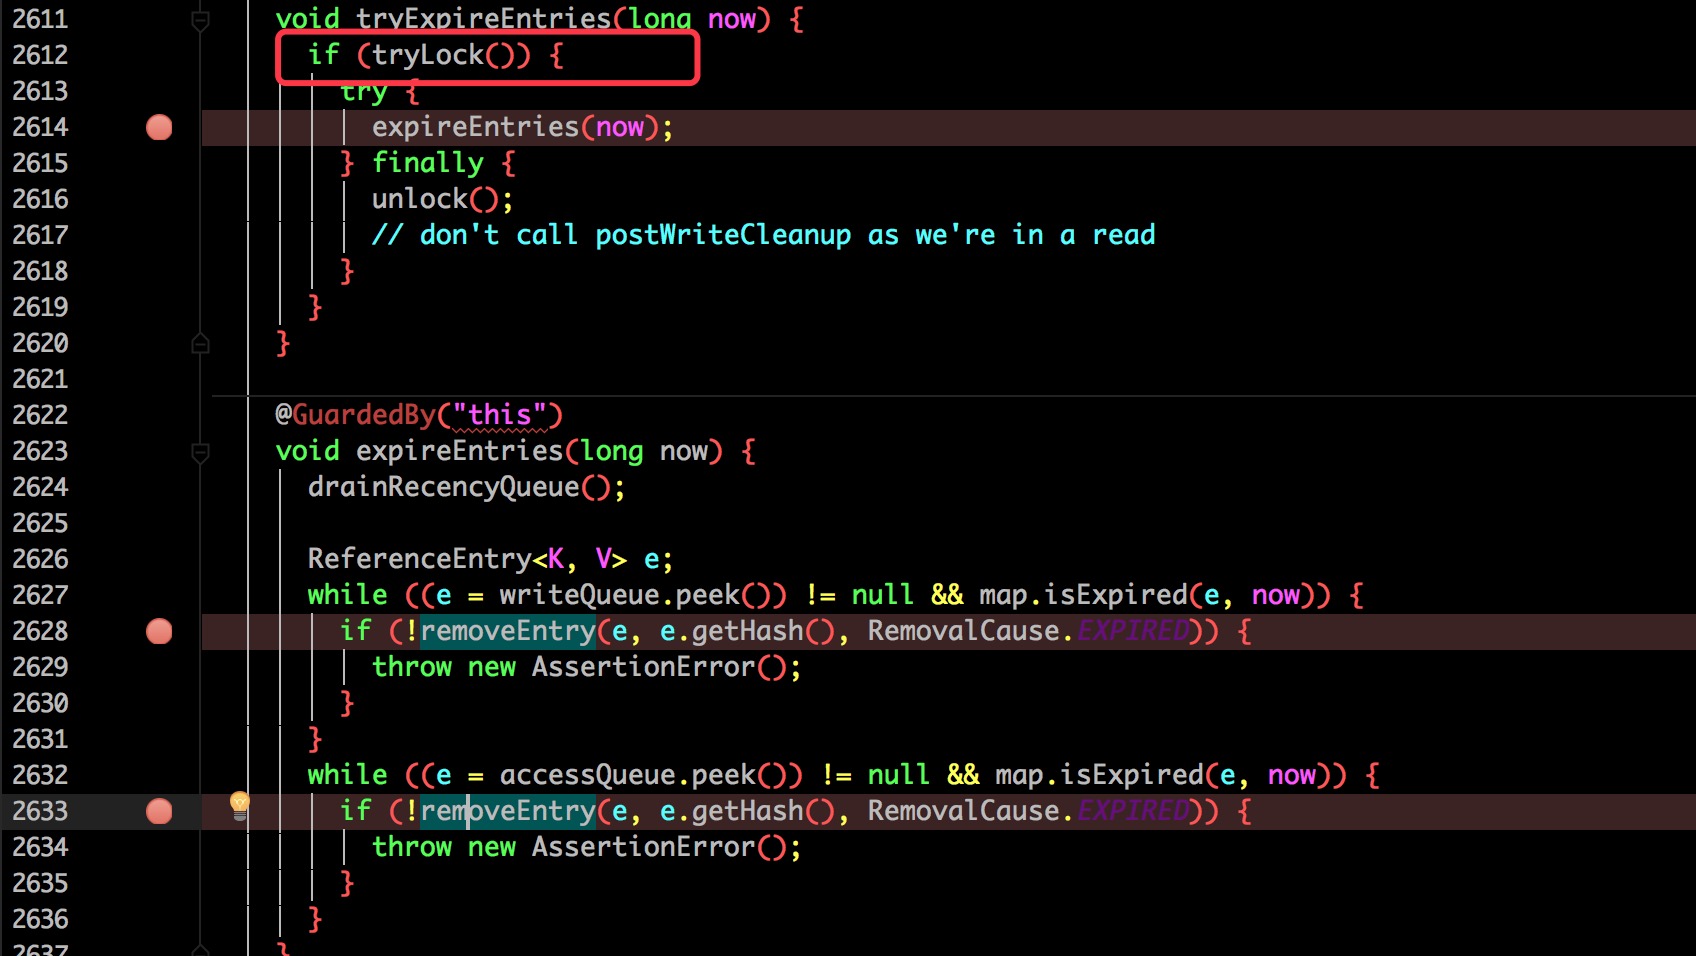 2611 void tryExpireEntries(long now) {
2612 if (tryLock()) {
2613 try {
2614 expireEntries(now);
2615 } finally {
2616 unlock();
2617 // don't call postWriteCleanup as we're in a read
2618 }
2619 }
2620 }
2621
2622 @GuardedBy("this")
2623 void expireEntries(long now) {
2624 drainRecencyQueue();
2625
2626 ReferenceEntry<K, V> e;
2627 while ((e = writeQueue.peek()) != null && map.isExpired(e, now)) {
2628 if (!removeEntry(e, e.getHash(), RemovalCause.EXPIRED)) {
2629 throw new AssertionError();
2630 }
2631 }
2632 while ((e = accessQueue.peek()) != null && map.isExpired(e, now)) {
2633 if (!removeEntry(e, e.getHash(), RemovalCause.EXPIRED)) {
2634 throw new AssertionError();
2635 }
2636 }
2637 }